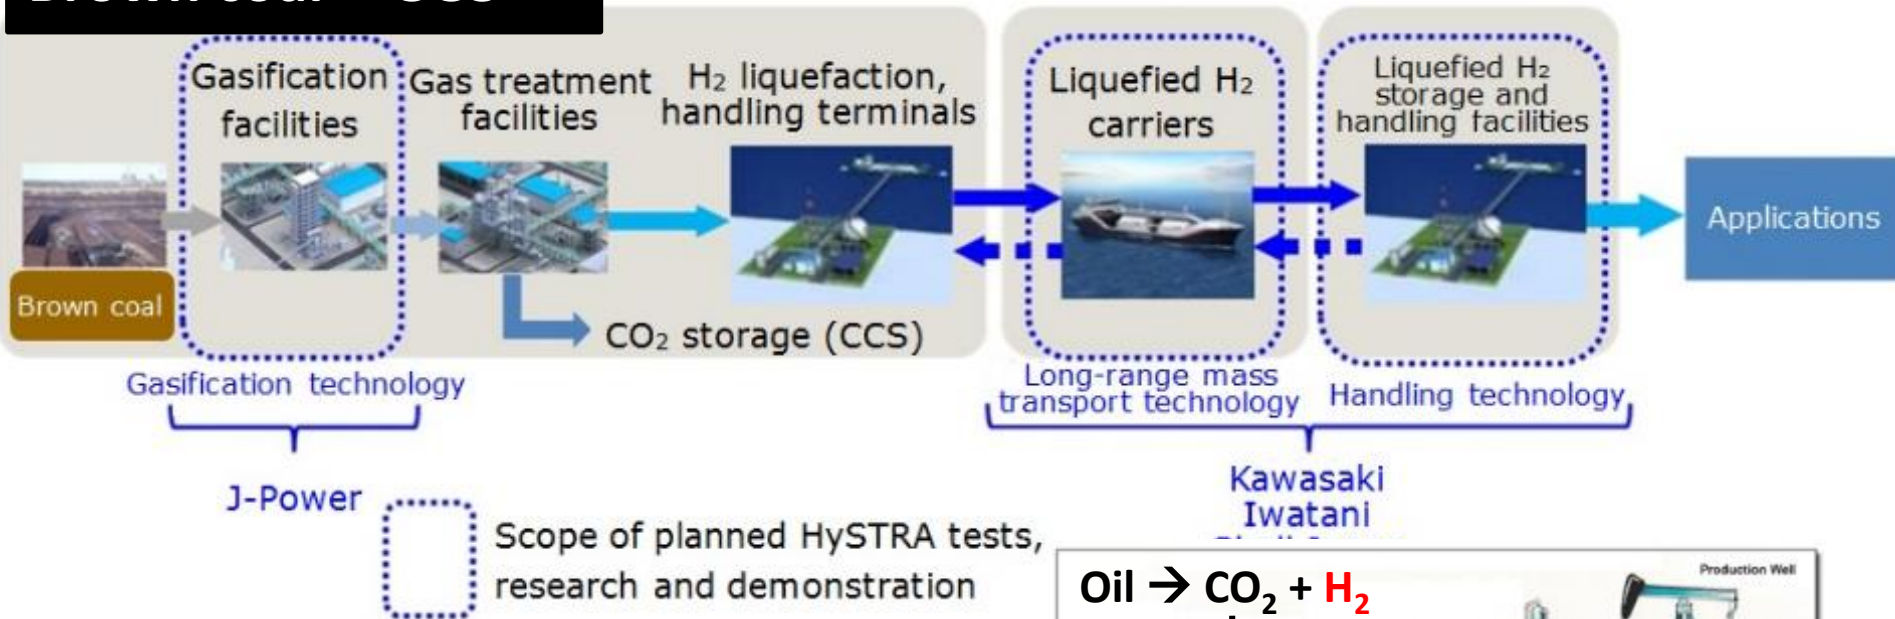 Gasification
facilities
Gas treatment
facilities
H₂ liquefaction,
handling terminals
Liquefied H₂
carriers
Liquefied H₂
storage and
handling facilities
Brown coal
Applications
CO₂ storage (CCS)
Gasification technology
Long-range mass
transport technology
Handling technology
J-Power
Kawasaki
Iwatani
Scope of planned HySTRA tests,
research and demonstration
Oil → CO₂ + H₂
Production Well